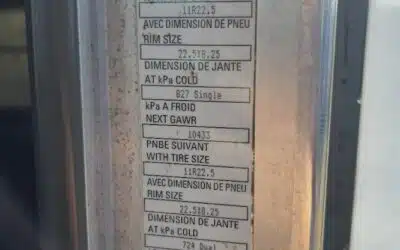 11R22.5
AVEC DIMENSION DE PNEU
RIM SIZE
22.5X8.25
DIMENSION DE JANTE
AT kPa COLD
827 Single
kPa A FROID
NEXT GAWR
10433
PNBE SUIVANT
WITH TIRE SIZE
11R22.5
AVEC DIMENSION DE PNEU
RIM SIZE
22.5X8.25
DIMENSION DE JANTE
AT kPa COLD
724 Dual